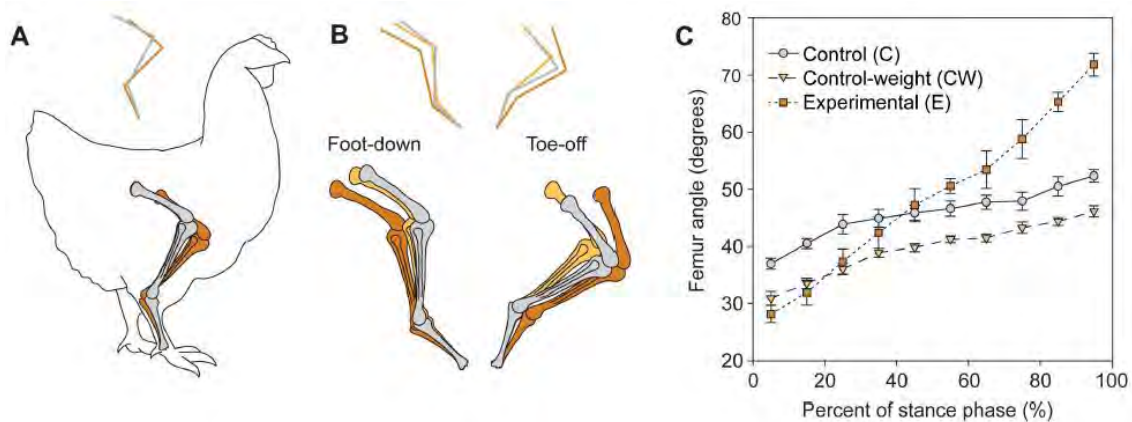 A
B
Foot-down
Toe-off
C
Control (C)
Control-weight (CW)
Experimental (E)
80
70
60
50
40
30
20
Femur angle (degrees)
0 20 40 60 80 100
Percent of stance phase (%)